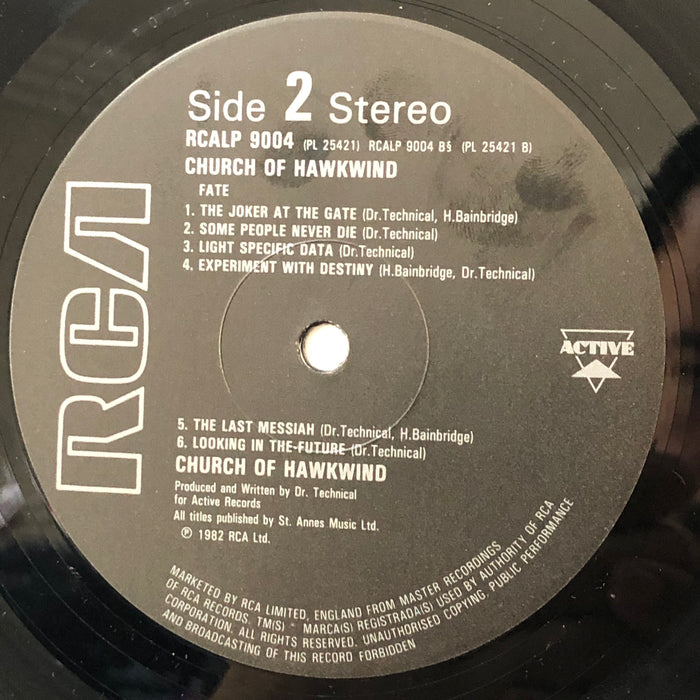 Side 2 Stereo
RCALP 9004 (PL 25421) RCALP 9004 B§ (PL 25421 B)
CHURCH OF HAWKWIND
FATE
1. THE JOKER AT THE GATE (Dr.Technical, H.Bainbridge)
2. SOME PEOPLE NEVER DIE (Dr.Technical)
3. LIGHT SPECIFIC DATA (Dr.Technical)
4. EXPERIMENT WITH DESTINY (H.Bainbridge, Dr.Technical)
RCA
ACTIVE
5. THE LAST MESSIAH (Dr.Technical, H.Bainbridge)
6. LOOKING IN THE FUTURE (Dr.Technical)
CHURCH OF HAWKWIND
Produced and Written by Dr. Technical
for Active Records
All titles published by St. Annes Music Ltd.
℗ 1982 RCA Ltd.
MARKETED BY RCA LIMITED, ENGLAND FROM MASTER RECORDINGS
OF RCA RECORDS. TM(S) ® MARCA(S) REGISTRADA(S) USED BY AUTHORITY OF RCA
CORPORATION. ALL RIGHTS RESERVED. UNAUTHORISED COPYING, PUBLIC PERFORMANCE
AND BROADCASTING OF THIS RECORD FORBIDDEN